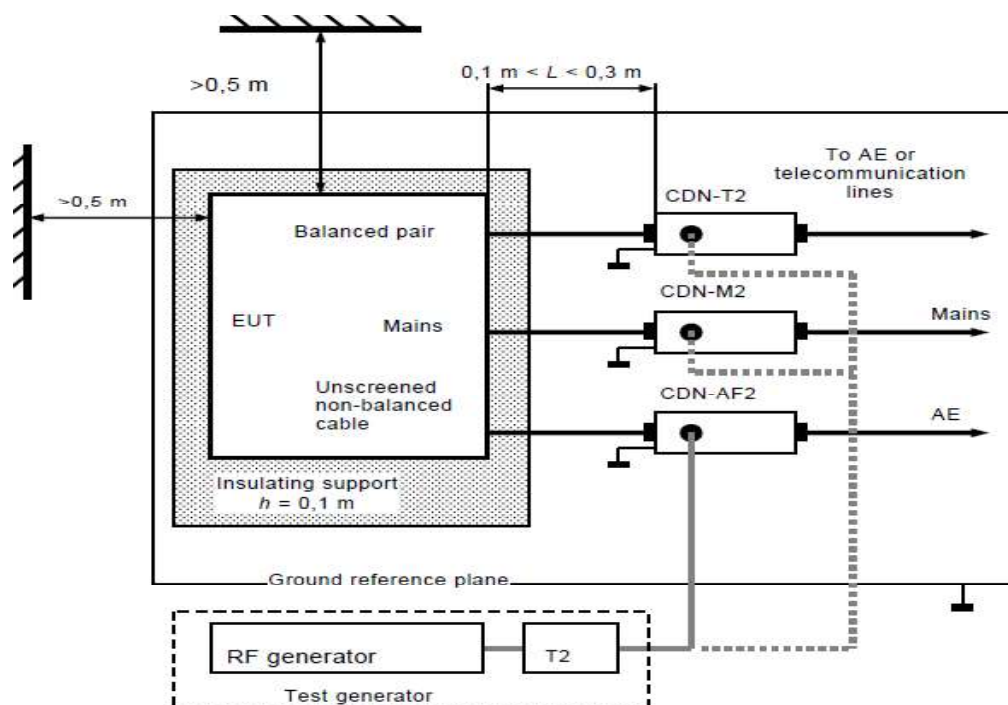 0,1 m < L < 0,3 m
>0,5 m
>0,5 m
To AE or
telecommunication
lines
CDN-T2
Balanced pair
CDN-M2
EUT
Mains
Mains
Unscreened
non-balanced
cable
CDN-AF2
AE
Insulating support
h = 0,1 m
Ground reference plane
RF generator
T2
Test generator